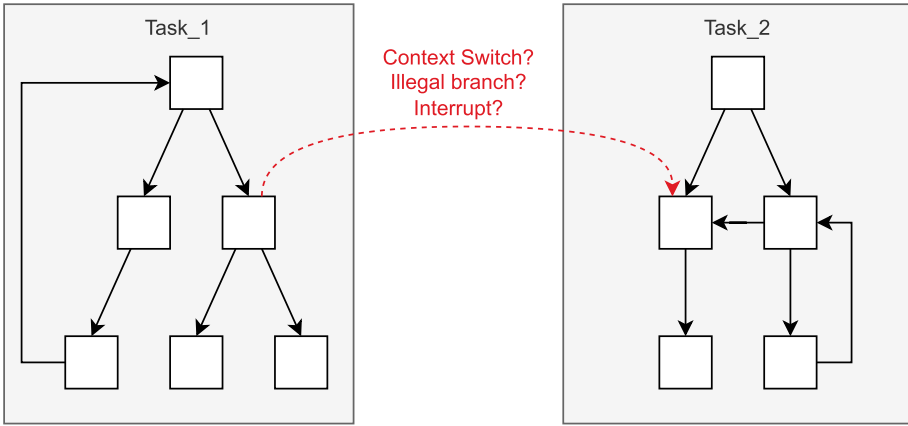 Task_1
Context Switch?
Illegal branch?
Interrupt?
Task_2